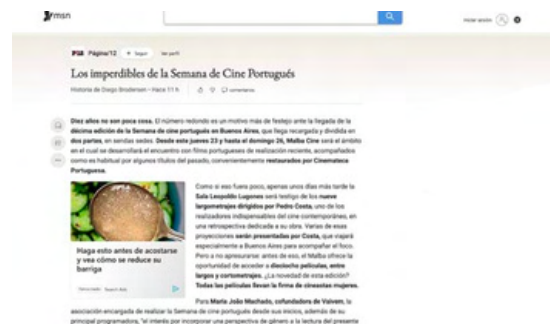 msn
Iniciar sesión
Página/12
+ Seguir
Ver perfil
Los imperdibles de la Semana de Cine Portugués
Historia de Diego Brodersen • Hace 11 h
comentarios
Diez años no son poca cosa. El número redondo es un motivo más de festejo ante la llegada de la
décima edición de la Semana de cine portugués en Buenos Aires, que llega recargada y dividida en
dos partes, en sendas sedes. Desde este jueves 23 y hasta el domingo 26, Malba Cine será el ámbito
en el cual se desarrollará el encuentro con films portugueses de realización reciente, acompañados
como es habitual por algunos títulos del pasado, convenientemente restaurados por Cinemateca
Portuguesa.
Como si eso fuera poco, apenas unos días más tarde la
Sala Leopoldo Lugones será testigo de los nueve
largometrajes dirigidos por Pedro Costa, uno de los
realizadores indispensables del cine contemporáneo, en
una retrospectiva dedicada a su obra. Varias de esas
proyecciones serán presentadas por Costa, que viajará
especialmente a Buenos Aires para acompañar el foco.
Pero a no apresurarse: antes de eso, el Malba ofrece la
oportunidad de acceder a dieciocho películas, entre
largos y cortometrajes. ¿La novedad de esta edición?
Todas las películas llevan la firma de cineastas mujeres.
Haga esto antes de acostarse
y vea cómo se reduce su
barriga
Search Ads
Para Maria João Machado, cofundadora de Vaivem, la
asociación encargada de realizar la Semana de cine portugués desde sus inicios, además de su
principal programadora, "el interés por incorporar una perspectiva de género a la lectura del presente